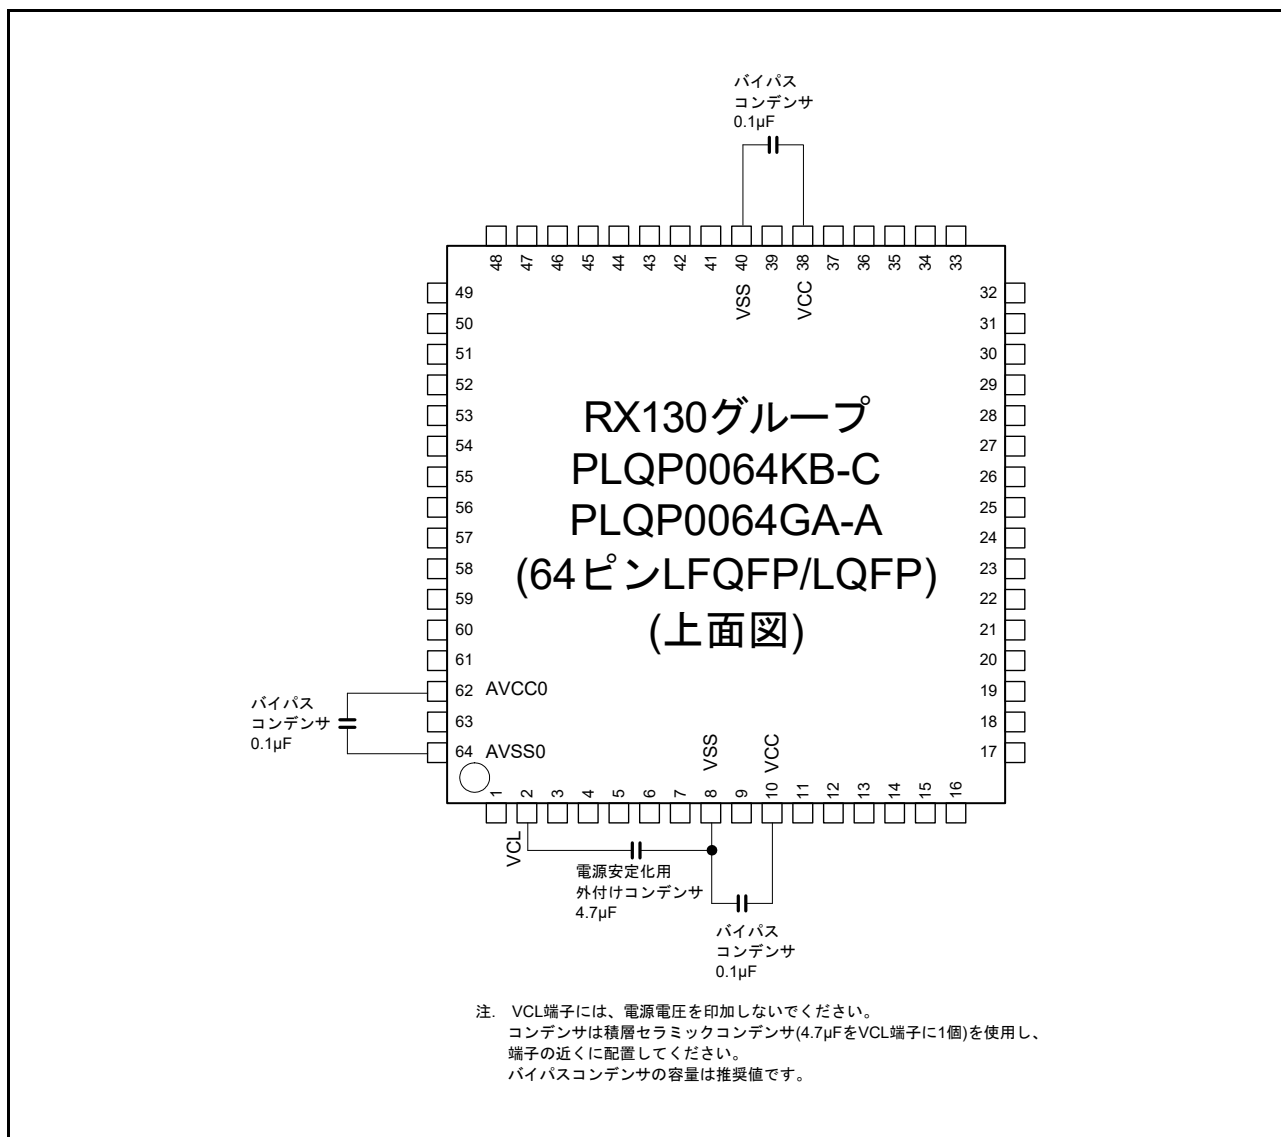 バイパス
コンデンサ
0.1µF
48
47
46
45
44
43
42
41
40
39
38
37
36
35
34
33
VSS
VCC
49
50
51
52
53
54
55
56
57
58
59
60
61
62 AVCC0
63
64 AVSS0
32
31
30
29
28
27
26
25
24
23
22
21
20
19
18
17
RX130グループ
PLQP0064KB-C
PLQP0064GA-A
(64ピンLFQFP/LQFP)
(上面図)
バイパス
コンデンサ
0.1µF
VSS
VCC
1
2
3
4
5
6
7
8
9
10
11
12
13
14
15
16
VCL
電源安定化用
外付けコンデンサ
4.7µF
バイパス
コンデンサ
0.1µF
注. VCL端子には、電源電圧を印加しないでください。
コンデンサは積層セラミックコンデンサ(4.7µFをVCL端子に1個)を使用し、
端子の近くに配置してください。
バイパスコンデンサの容量は推奨値です。